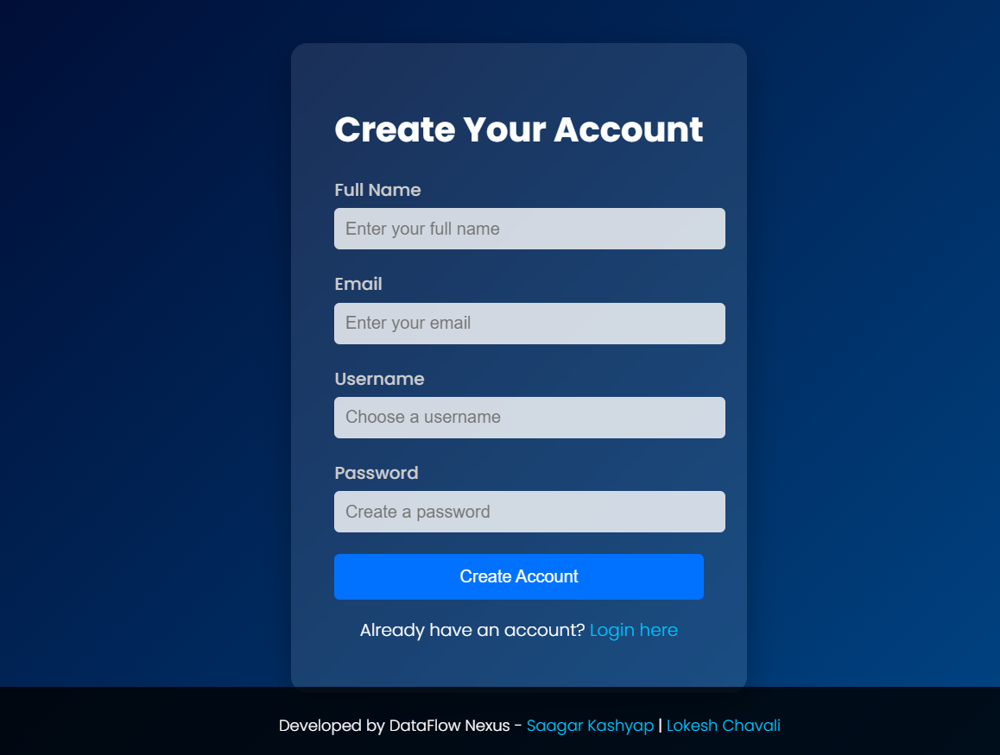 Create Your Account
Full Name
Enter your full name
Email
Enter your email
Username
Choose a username
Password
Create a password
Create Account
Already have an account? Login here
Developed by DataFlow Nexus - Saagar Kashyap | Lokesh Chavali